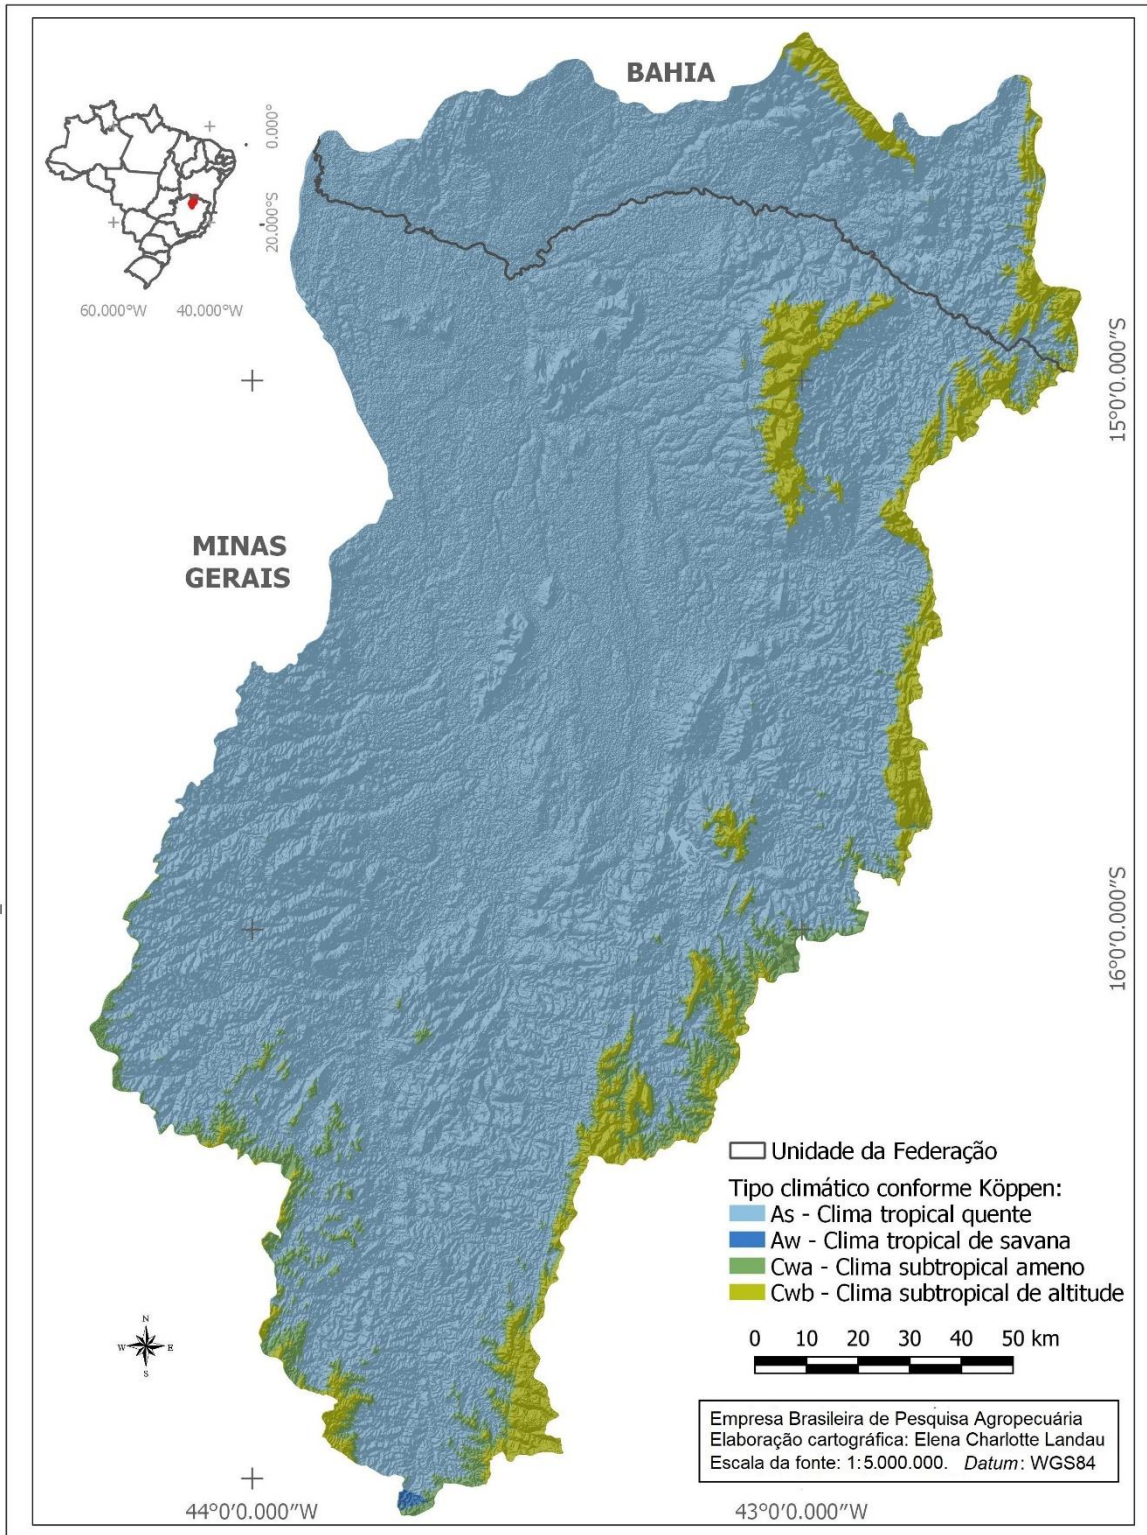 BAHIA
0.000°
20.000°S
60.000°W
40.000°W
15°0'0.000"S
MINAS
GERAIS
16°0'0.000"S
Unidade da Federação
Tipo climático conforme Köppen:
As - Clima tropical quente
Aw - Clima tropical de savana
Cwa - Clima subtropical ameno
Cwb - Clima subtropical de altitude
N
W
E
S
0 10 20 30 40 50 km
Empresa Brasileira de Pesquisa Agropecuária
Elaboração cartográfica: Elena Charlotte Landau
Escala da fonte: 1:5.000.000. Datum: WGS84
44°0'0.000"W
43°0'0.000"W